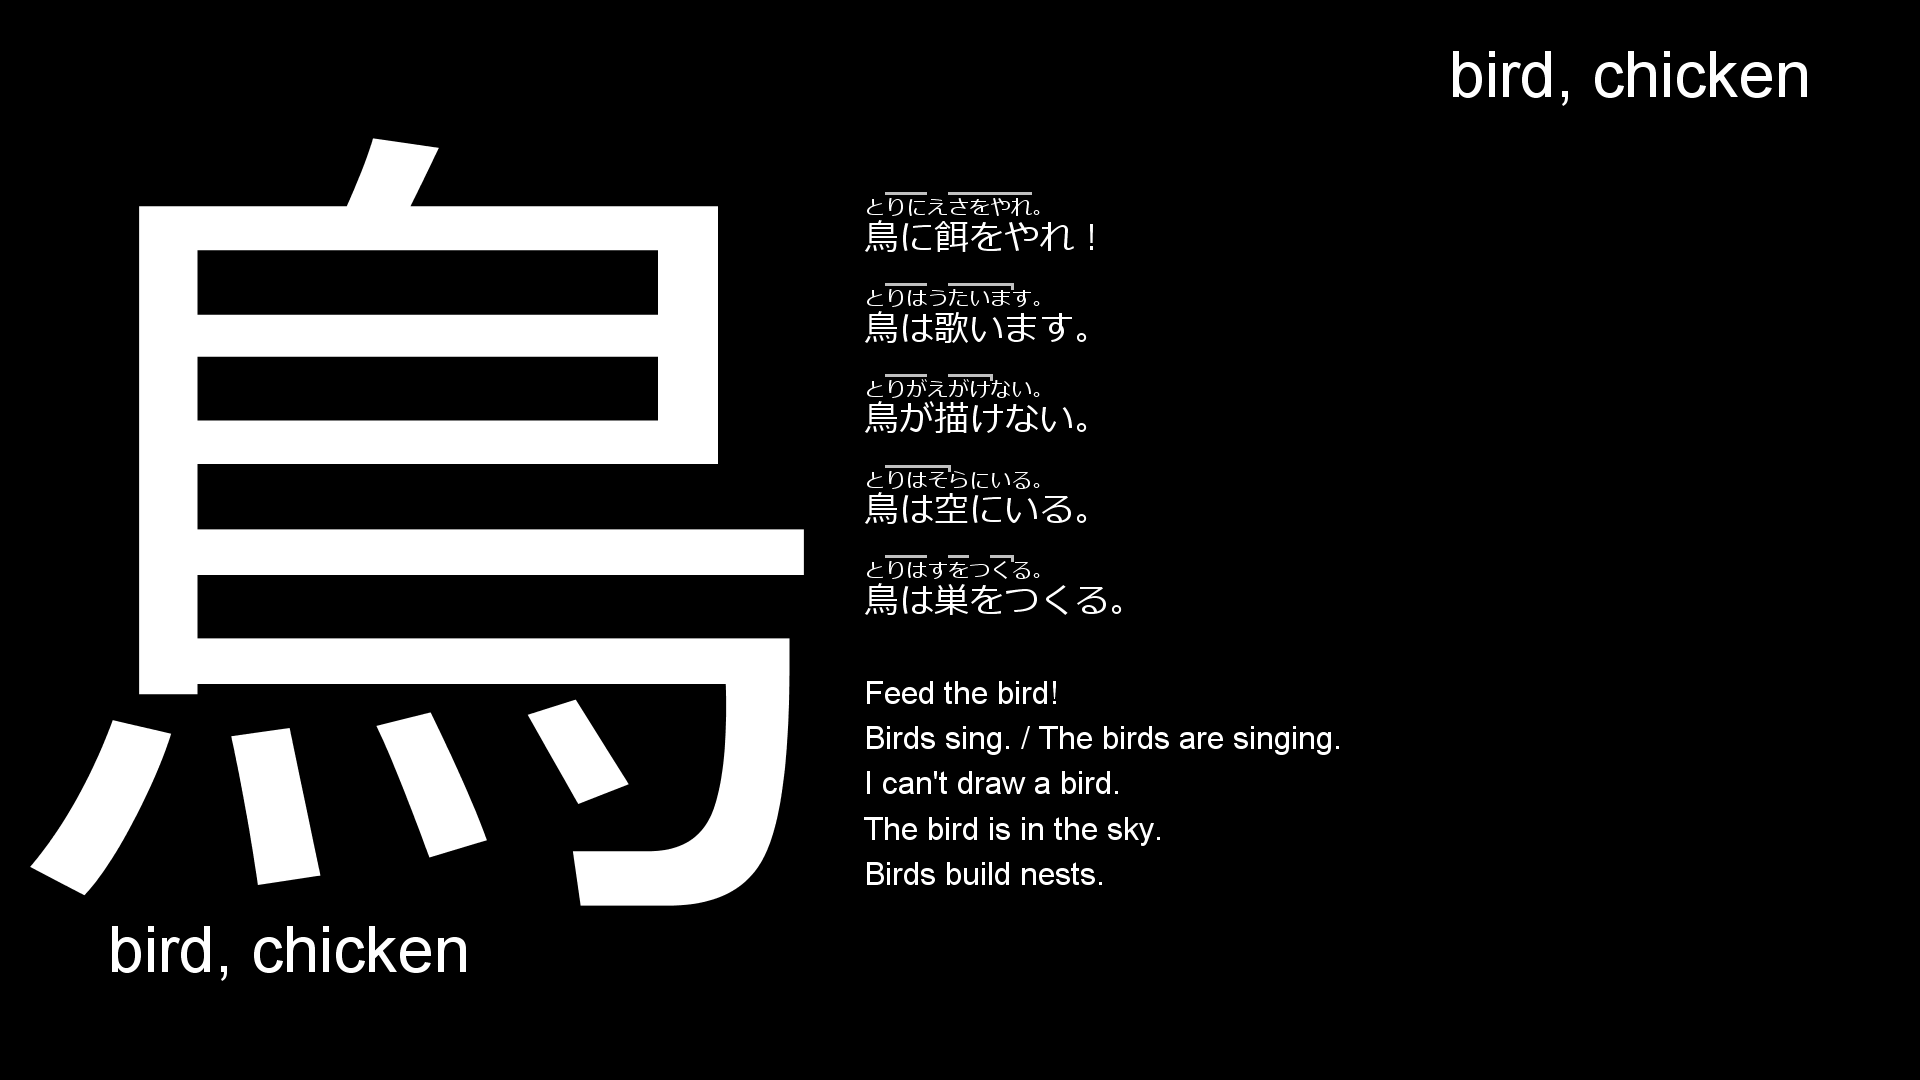 bird, chicken
鳥
とりにえさをやれ。
鳥に餌をやれ！
とりはうたいます。
鳥は歌います。
とりがえがけない。
鳥が描けない。
とりはそらにいる。
鳥は空にいる。
とりはすをつくる。
鳥は巣をつくる。
Feed the bird!
Birds sing. / The birds are singing.
I can't draw a bird.
The bird is in the sky.
Birds build nests.
bird, chicken